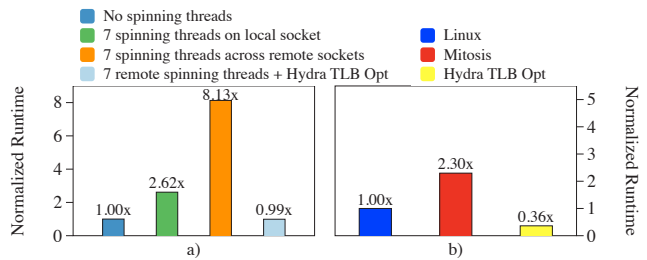 No spinning threads
7 spinning threads on local socket
7 spinning threads across remote sockets
7 remote spinning threads + Hydra TLB Opt
Linux
Mitosis
Hydra TLB Opt
Normalized Runtime
8
6
4
2
0
1.00x
2.62x
8.13x
0.99x
a)
1.00x
2.30x
0.36x
b)
5
4
3
2
1
0
Normalized Runtime